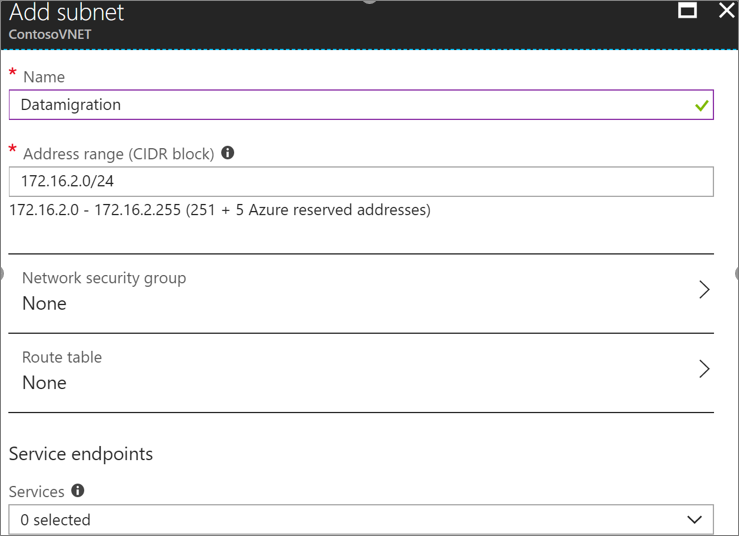 Add subnet
ContosoVNET
* Name
Datamigration
* Address range (CIDR block)
172.16.2.0/24
172.16.2.0 - 172.16.2.255 (251 + 5 Azure reserved addresses)
Network security group
None
Route table
None
Service endpoints
Services
0 selected